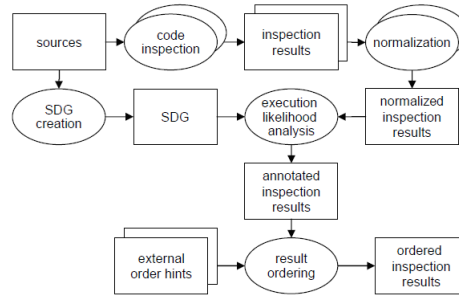 sources
code
inspection
inspection
results
normalization
SDG
creation
SDG
execution
likelihood
analysis
normalized
inspection
results
annotated
inspection
results
external
order hints
result
ordering
ordered
inspection
results